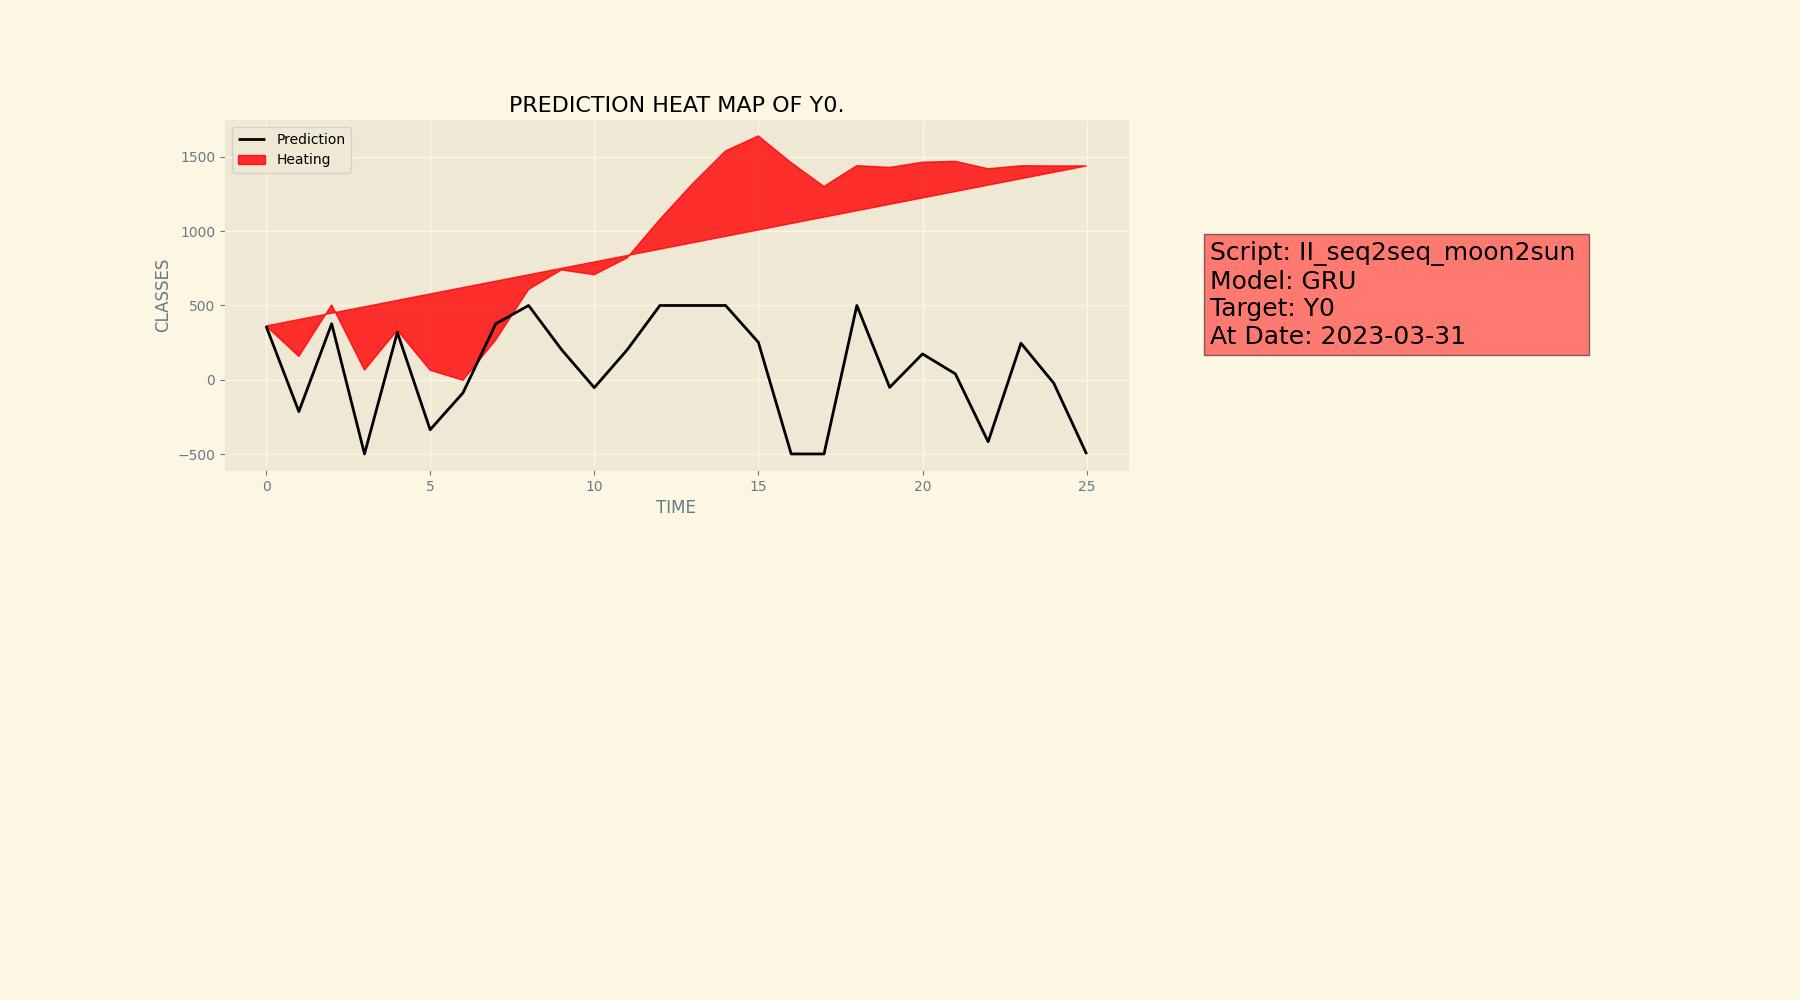 PREDICTION HEAT MAP OF Y0.
Prediction
Heating
1500
1000
500
0
−500
CLASSES
0 5 10 15 20 25
TIME
Script: II_seq2seq_moon2sun
Model: GRU
Target: Y0
At Date: 2023-03-31